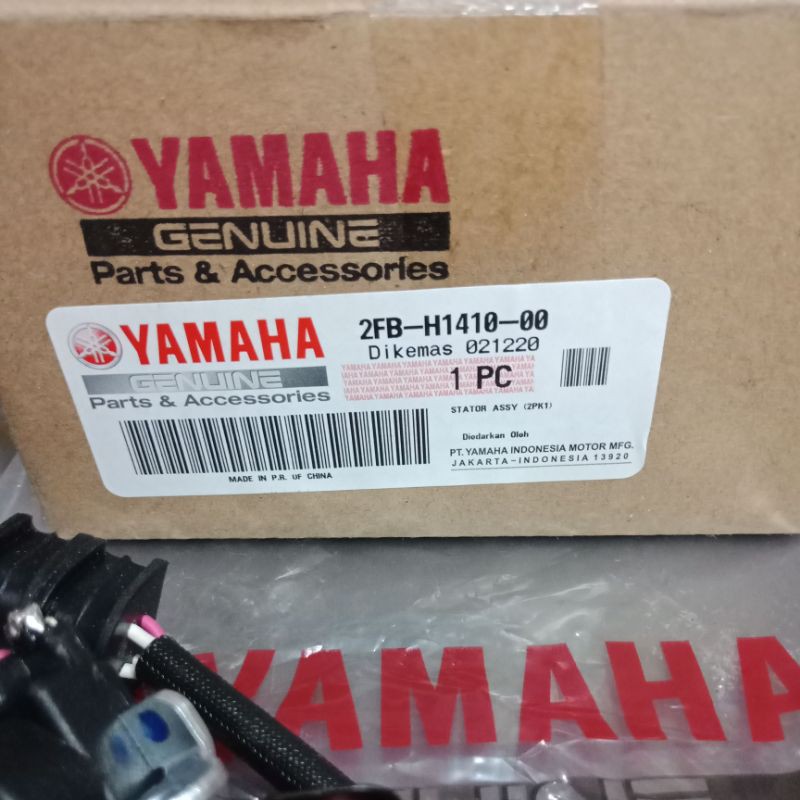 YAMAHA
GENUINE
Parts & Accessories
YAMAHA
GENUINE
Parts & Accessories
2FB-H1410-00
Dikemas 021220
1 PC
STATOR ASSY (2PK1)
Diedarkan Oleh
PT. YAMAHA INDONESIA MOTOR MFG.
JAKARTA-INDONESIA 13920
MADE IN P.R. OF CHINA
YAMAHA